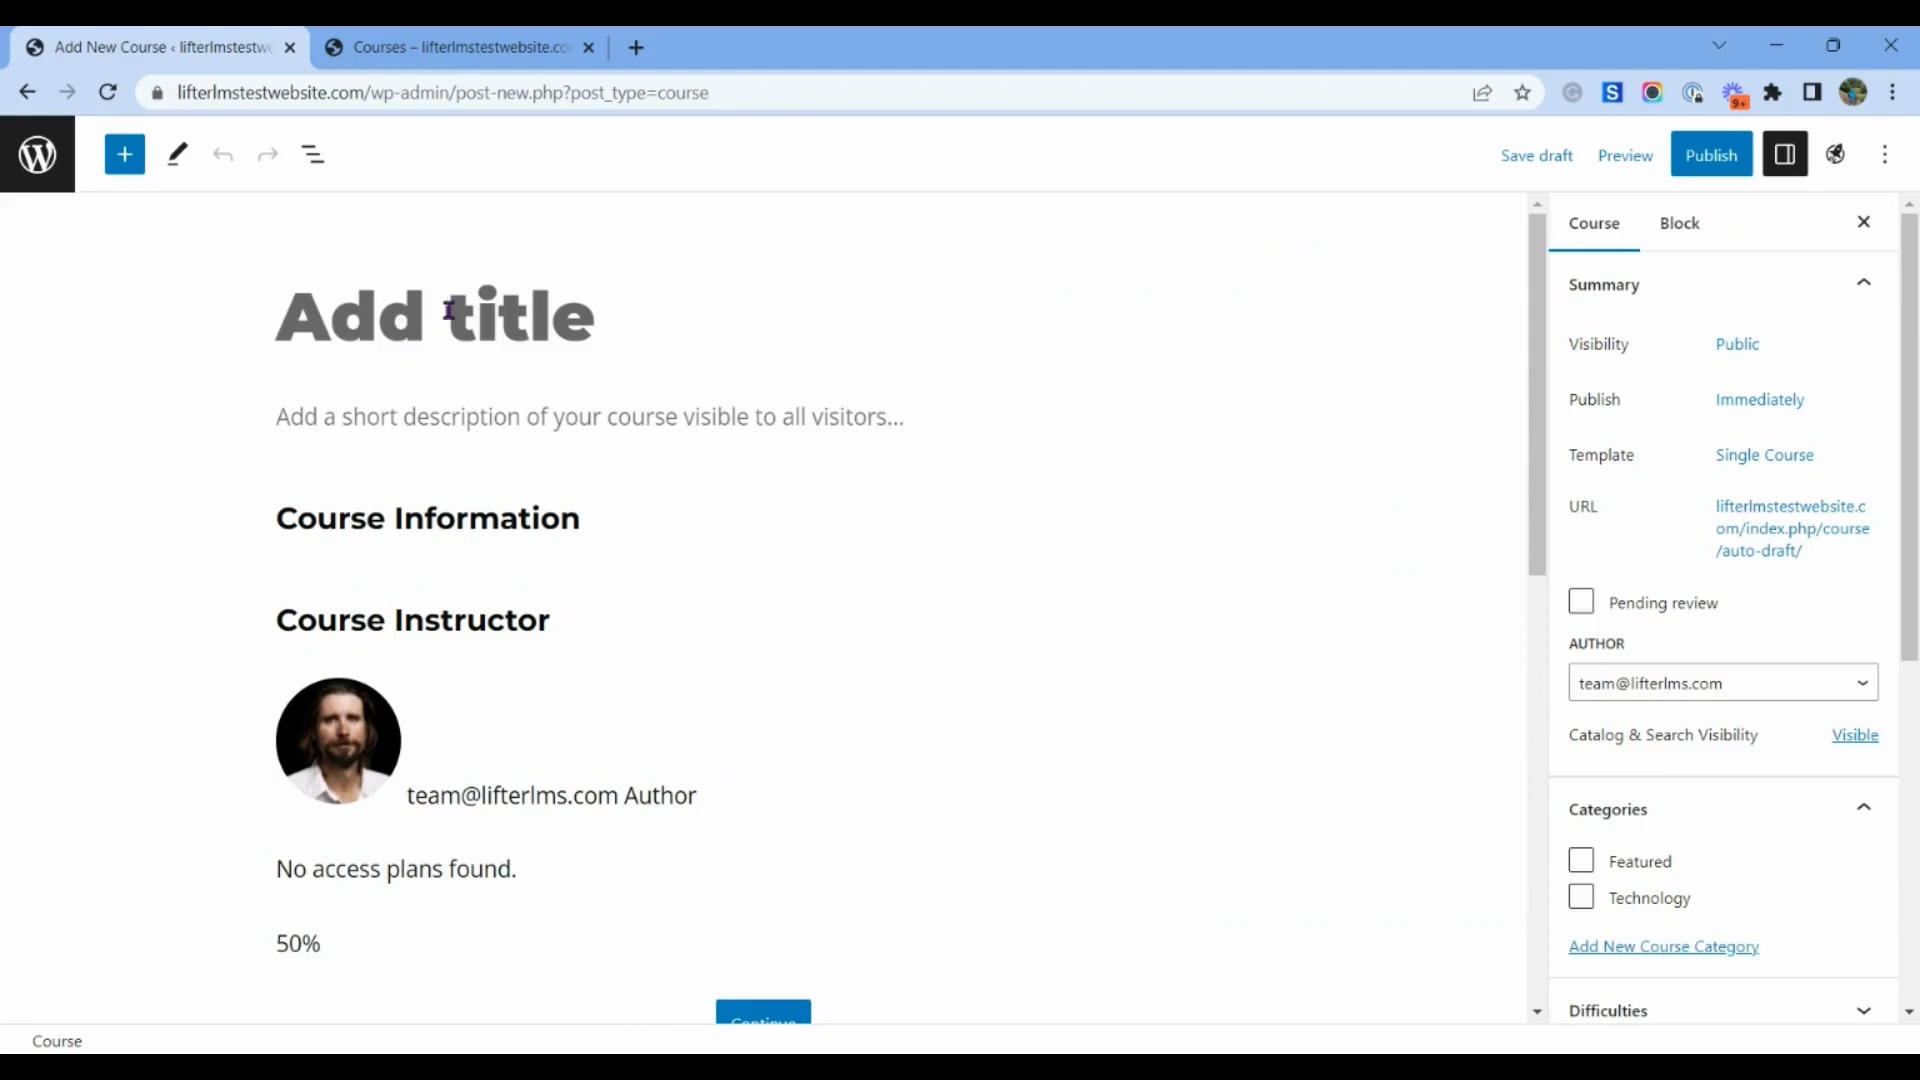 Add New Course ‹ lifterlmstestwe
Courses – lifterlmstestwebsite.co
lifterlmstestwebsite.com/wp-admin/post-new.php?post_type=course
S
9+
Save draft
Preview
Publish
Course
Block
Summary
Add title
Visibility
Public
Publish
Immediately
Add a short description of your course visible to all visitors...
Template
Single Course
Course Information
URL
lifterlmstestwebsite.c
om/index.php/course
/auto-draft/
Pending review
Course Instructor
AUTHOR
team@lifterlms.com
Catalog & Search Visibility
Visible
team@lifterlms.com Author
Categories
No access plans found.
Featured
Technology
50%
Add New Course Category
Difficulties
Continue
Course